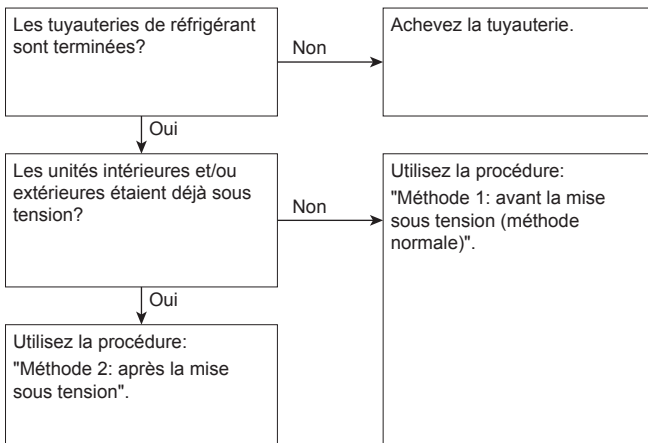 Les tuyauteries de réfrigérant
sont terminées?
Non
Achevez la tuyauterie.
Oui
Les unités intérieures et/ou
extérieures étaient déjà sous
tension?
Non
Utilisez la procédure:
"Méthode 1: avant la mise
sous tension (méthode
normale)".
Oui
Utilisez la procédure:
"Méthode 2: après la mise
sous tension".